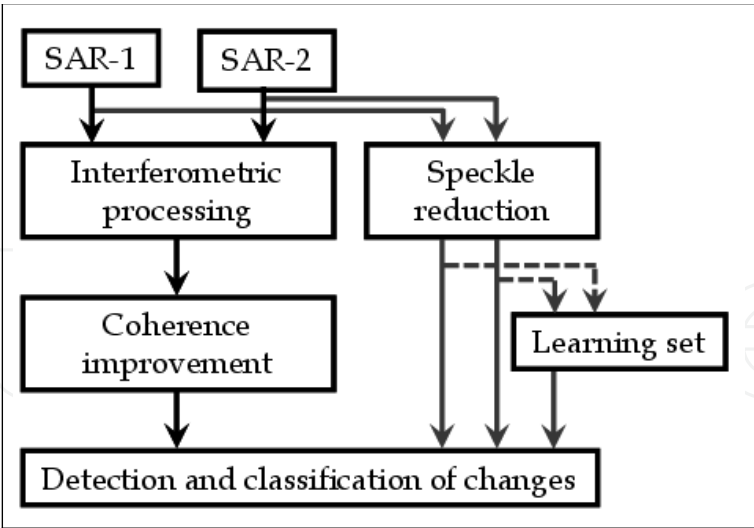 SAR-1
SAR-2
Interferometric
processing
Speckle
reduction
Coherence
improvement
Learning set
Detection and classification of changes